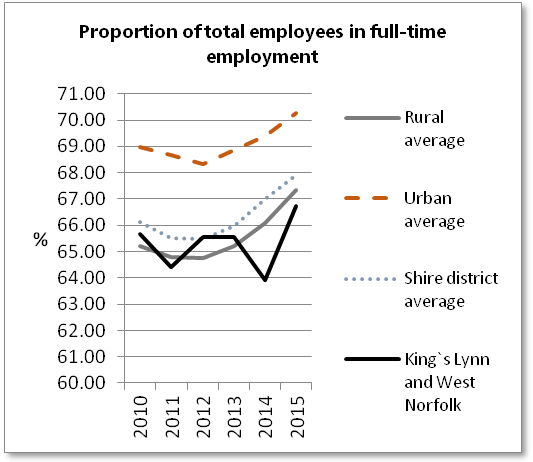 Proportion of total employees in full-time
employment
71.00
70.00
69.00
68.00
67.00
66.00
65.00
64.00
63.00
62.00
61.00
60.00
%
2010
2011
2012
2013
2014
2015
Rural
average
Urban
average
Shire district
average
King`s Lynn
and West
Norfolk